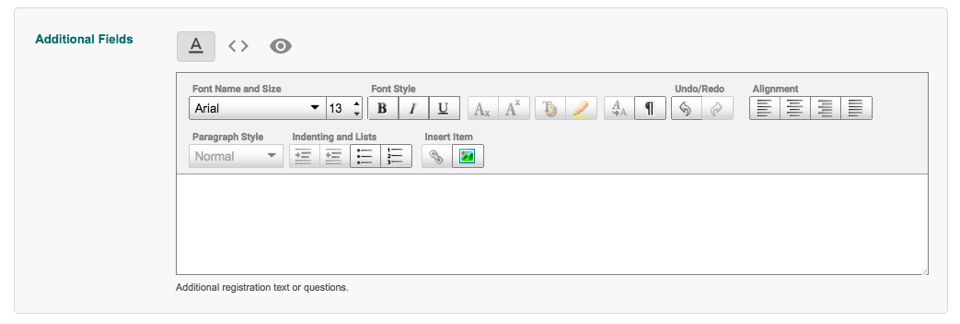 Additional Fields
Font Name and Size Font Style Undo/Redo Alignment
Arial 13 B I U
Paragraph Style Indenting and Lists Insert Item
Normal
Additional registration text or questions.